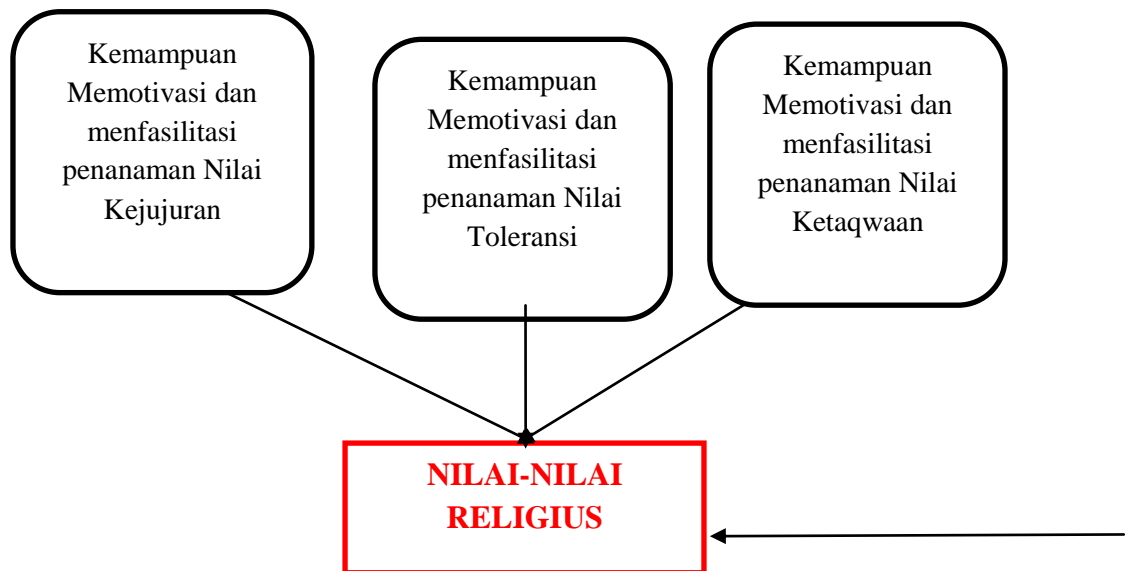 Kemampuan
Memotivasi dan
menfasilitasi
penanaman Nilai
Kejujuran
Kemampuan
Memotivasi dan
menfasilitasi
penanaman Nilai
Toleransi
Kemampuan
Memotivasi dan
menfasilitasi
penanaman Nilai
Ketaqwaan
NILAI-NILAI
RELIGIUS